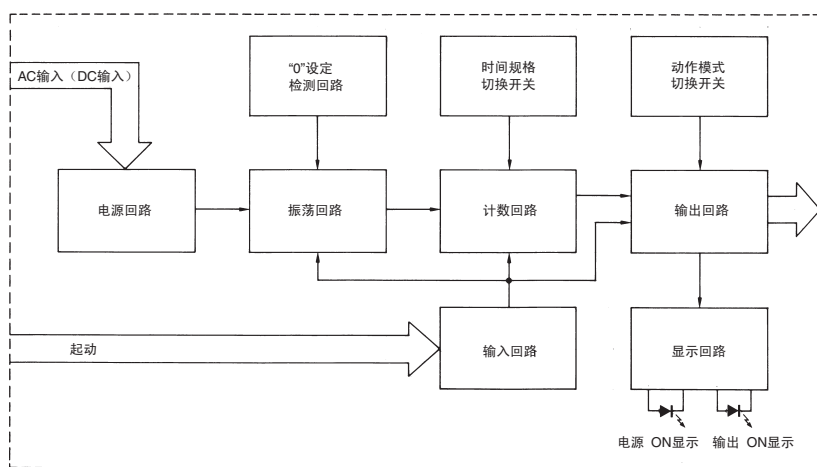 AC输入（DC输入）
“0”设定
检测回路
时间规格
切换开关
动作模式
切换开关
电源回路
振荡回路
计数回路
输出回路
起动
输入回路
显示回路
电源 ON显示
输出 ON显示